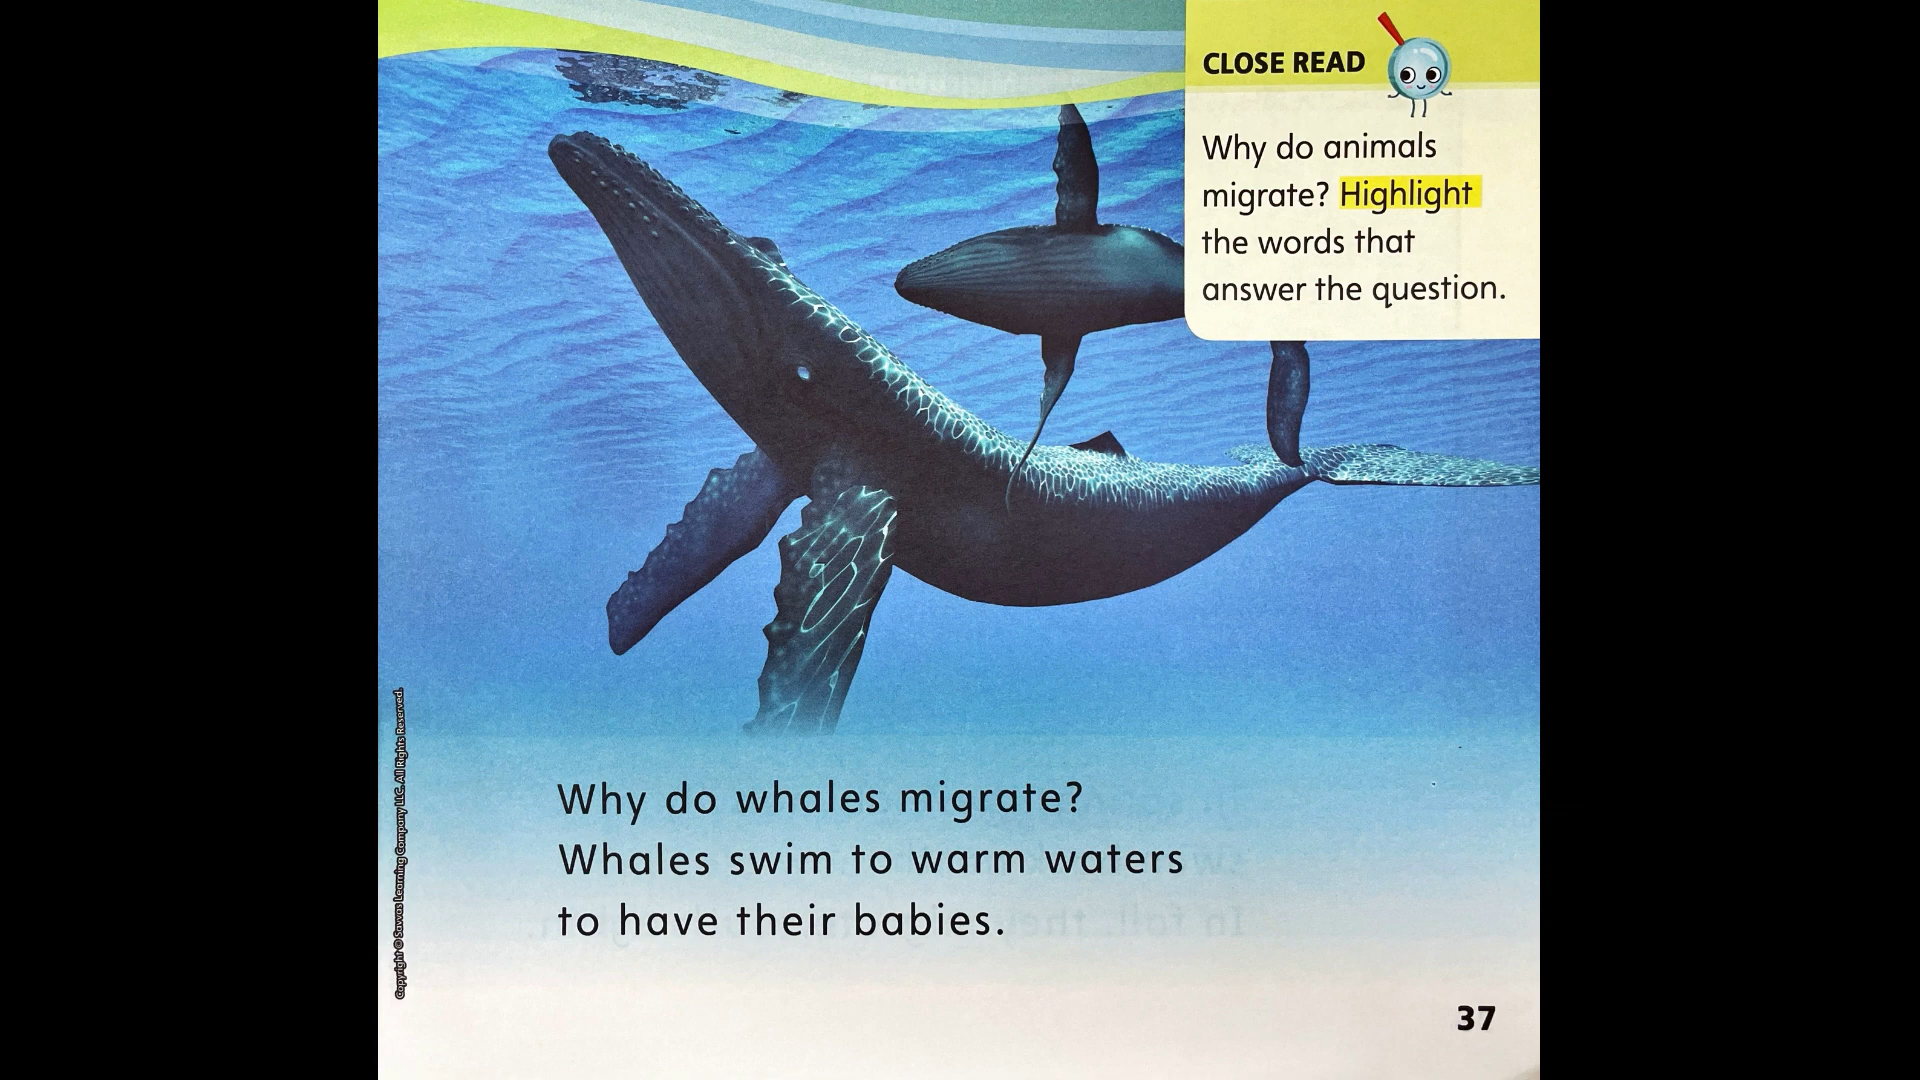 CLOSE READ
Why do animals
migrate? Highlight
the words that
answer the question.
Why do whales migrate?
Whales swim to warm waters
to have their babies.
Copyright © Savvas Learning Company LLC. All Rights Reserved.
37